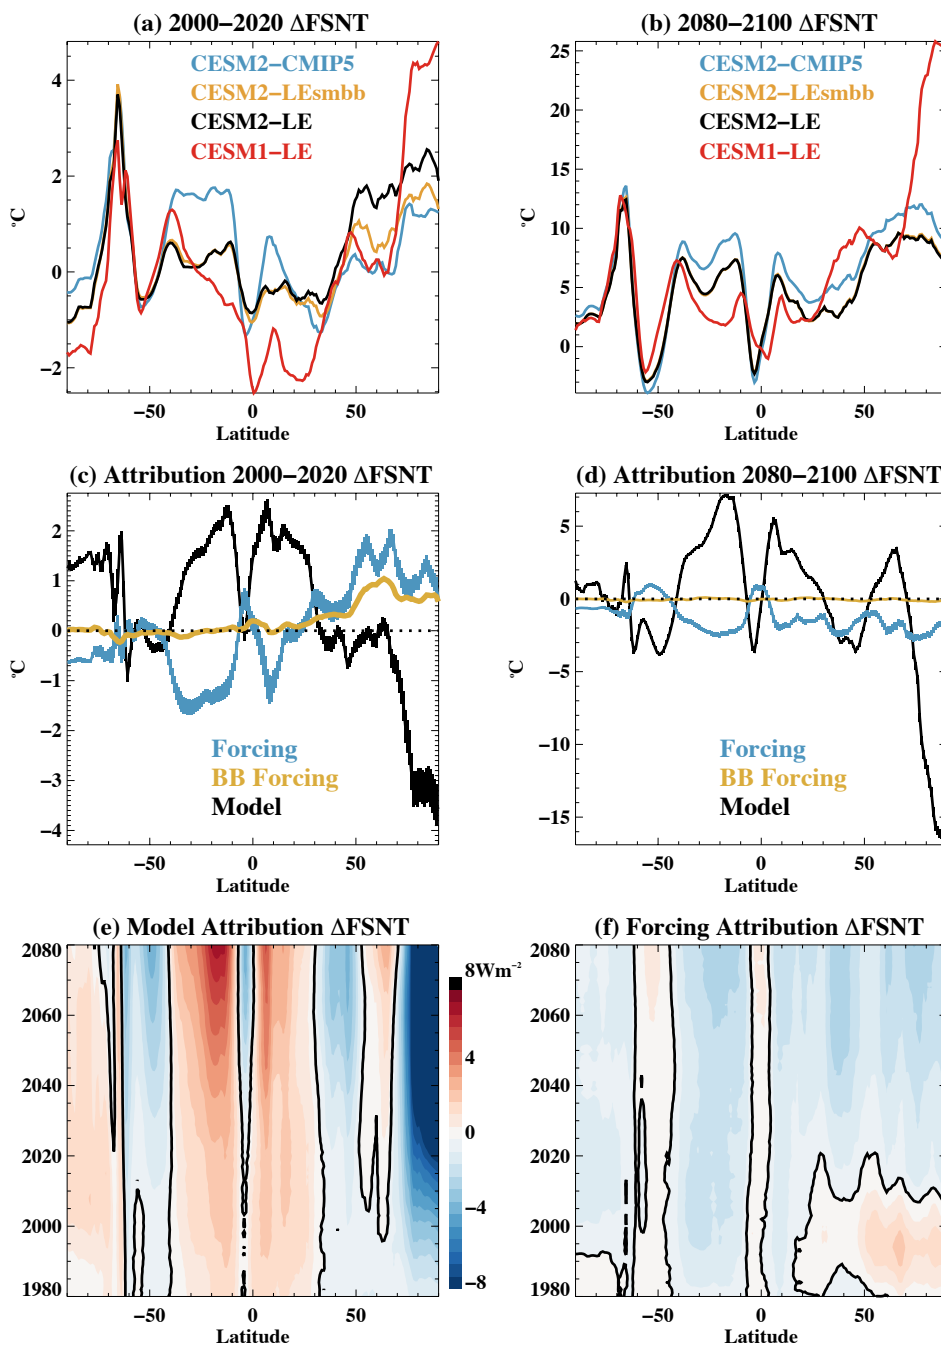 (a) 2000−2020 ΔFSNT
(b) 2080−2100 ΔFSNT
CESM2−CMIP5
CESM2−LEsmbb
CESM2−LE
CESM1−LE
CESM2−CMIP5
CESM2−LEsmbb
CESM2−LE
CESM1−LE
4
2
0
−2
°C
25
20
15
10
5
0
°C
−50 0 50
Latitude
−50 0 50
Latitude
(c) Attribution 2000−2020 ΔFSNT
(d) Attribution 2080−2100 ΔFSNT
2
1
0
−1
−2
−3
−4
°C
Forcing
BB Forcing
Model
5
0
−5
−10
−15
°C
Forcing
BB Forcing
Model
−50 0 50
Latitude
−50 0 50
Latitude
(e) Model Attribution ΔFSNT
(f) Forcing Attribution ΔFSNT
2080
2060
2040
2020
2000
1980
8Wm⁻²
4
0
−4
−8
2080
2060
2040
2020
2000
1980
−50 0 50
Latitude
−50 0 50
Latitude